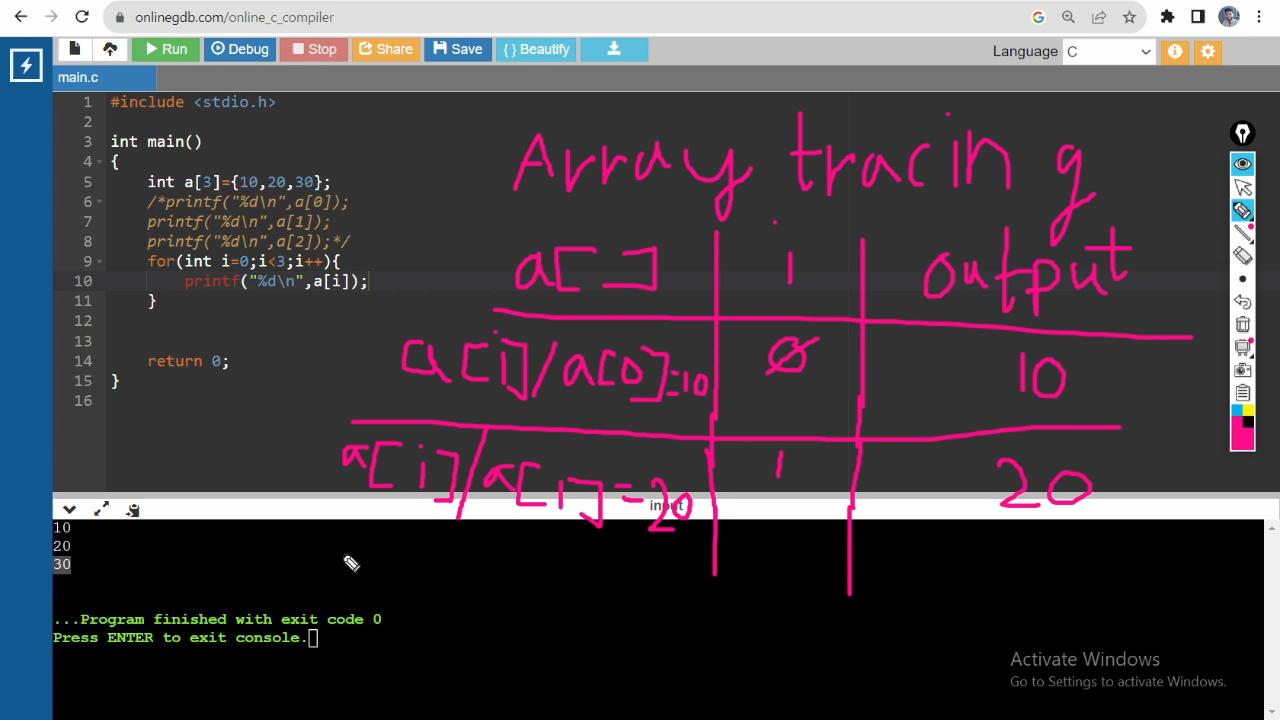 onlinegdb.com/online_c_compiler
Run Debug Stop Share Save { } Beautify Language C
main.c
1 #include <stdio.h>
2
3 int main()
4 {
5 int a[3]={10,20,30};
6 /*printf("%d\n",a[0]);
7 printf("%d\n",a[1]);
8 printf("%d\n",a[2]);*/
9 for(int i=0;i<3;i++){
10 printf("%d\n",a[i]);
11 }
12
13
14 return 0;
15 }
16
Array tracing
a[ ] i output
a[i]/a[0]=10 0 10
a[i]/a[1]=20 1 20
input
10
20
30
...Program finished with exit code 0
Press ENTER to exit console.
Activate Windows
Go to Settings to activate Windows.